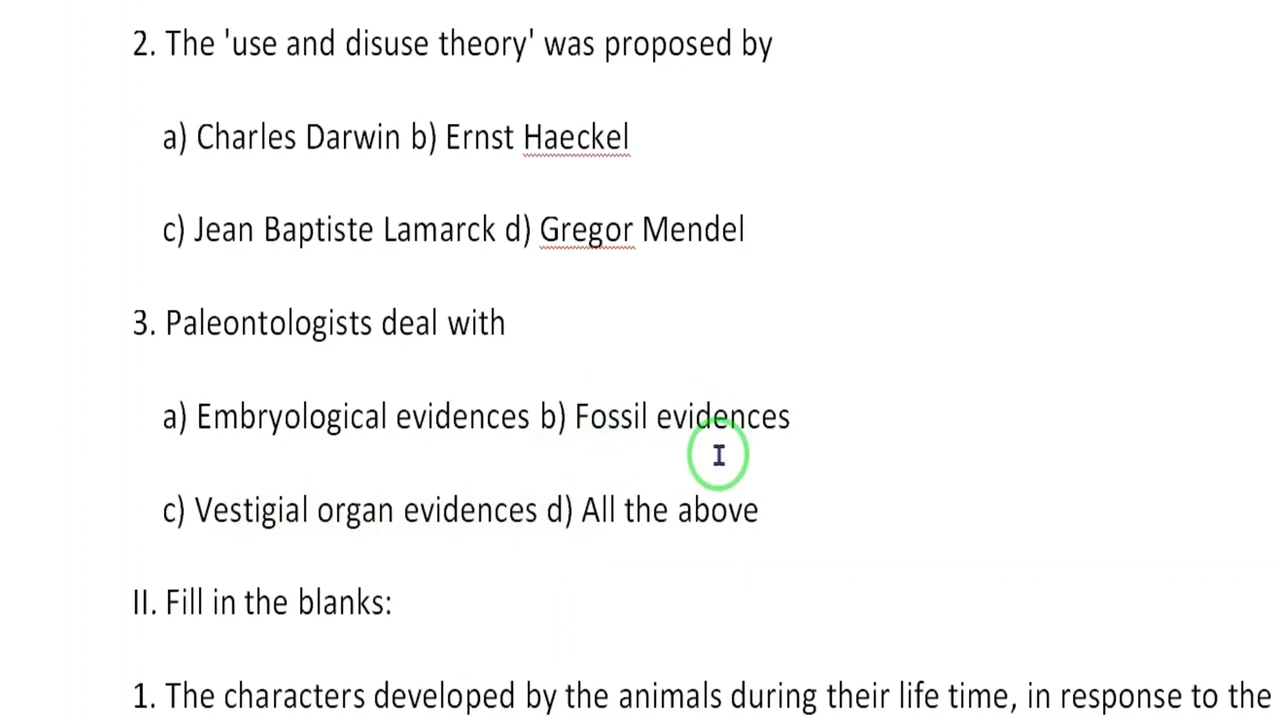 2. The 'use and disuse theory' was proposed by
a) Charles Darwin b) Ernst Haeckel
c) Jean Baptiste Lamarck d) Gregor Mendel
3. Paleontologists deal with
a) Embryological evidences b) Fossil evidences
c) Vestigial organ evidences d) All the above
II. Fill in the blanks:
1. The characters developed by the animals during their life time, in response to the